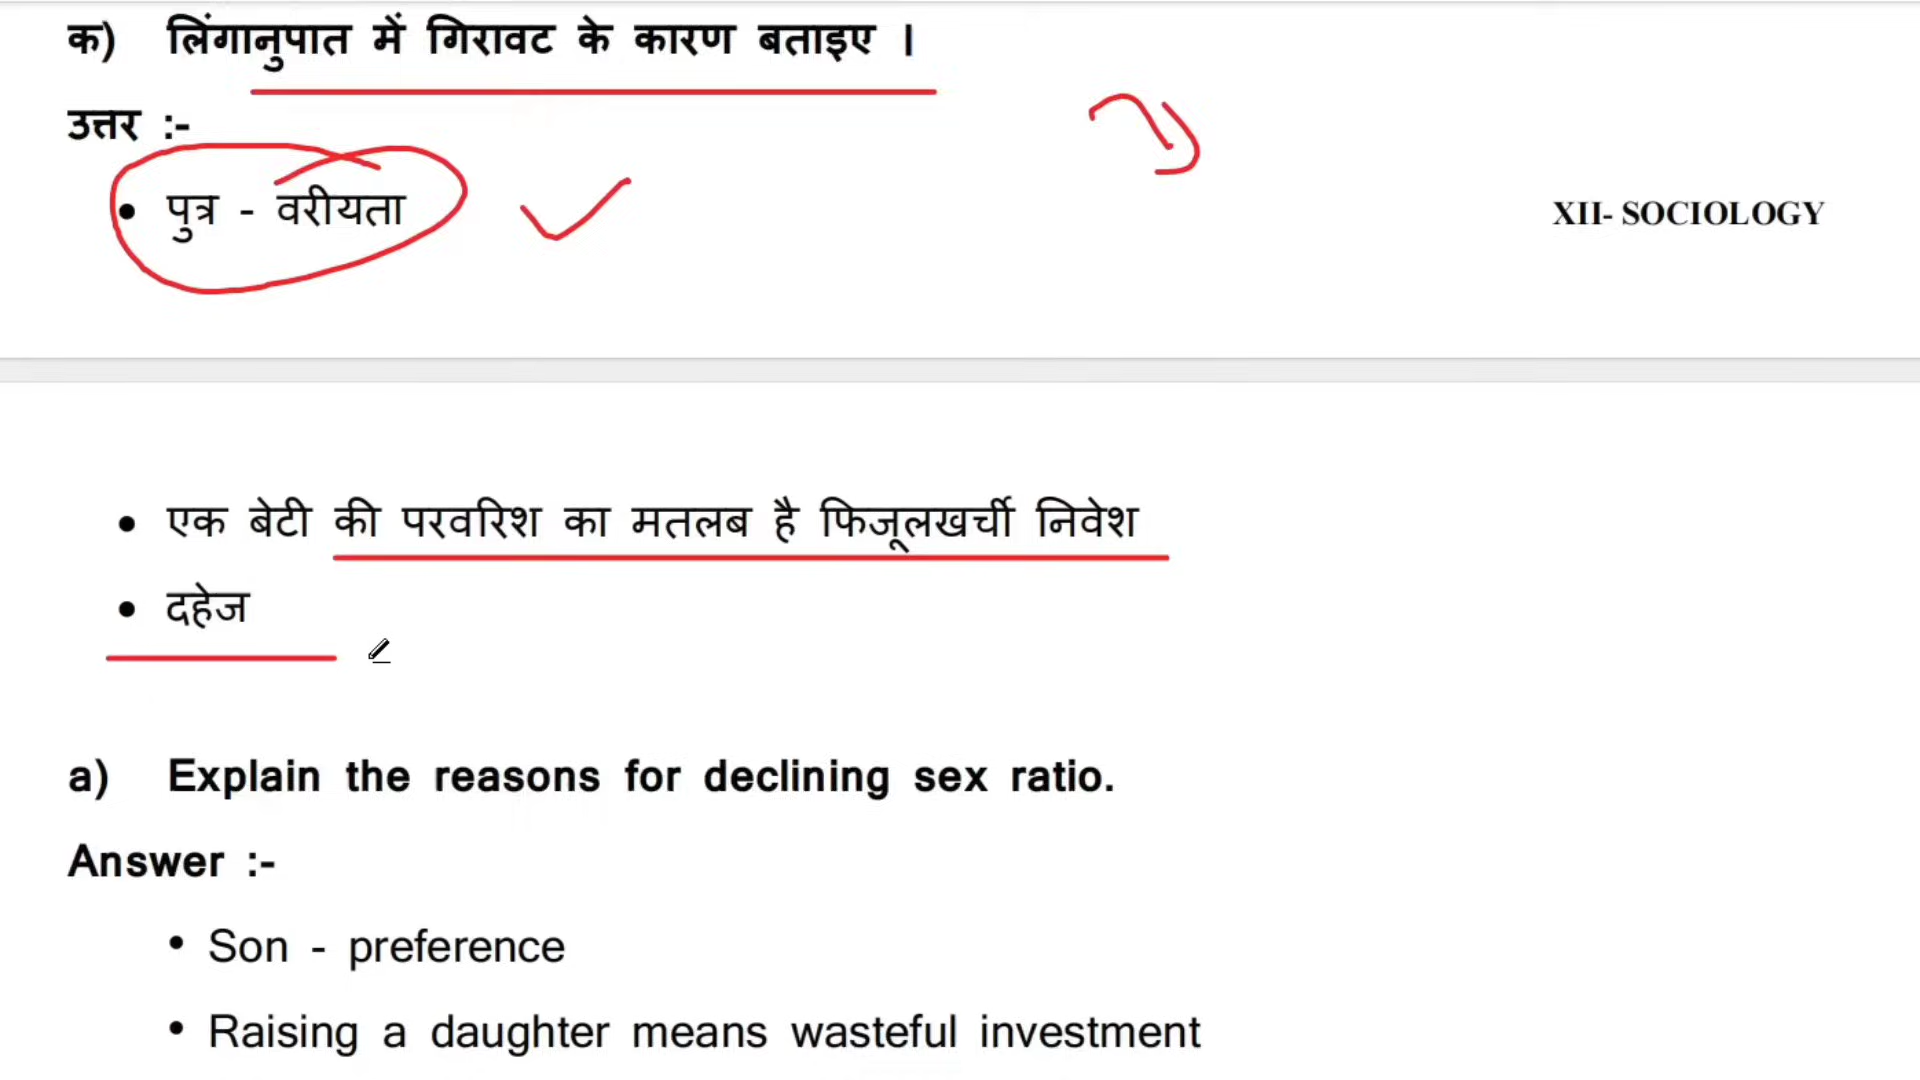 क) लिंगानुपात में गिरावट के कारण बताइए ।
उत्तर :-
• पुत्र - वरीयता
XII- SOCIOLOGY
• एक बेटी की परवरिश का मतलब है फिजूलखर्ची निवेश
• दहेज
a) Explain the reasons for declining sex ratio.
Answer :-
• Son - preference
• Raising a daughter means wasteful investment